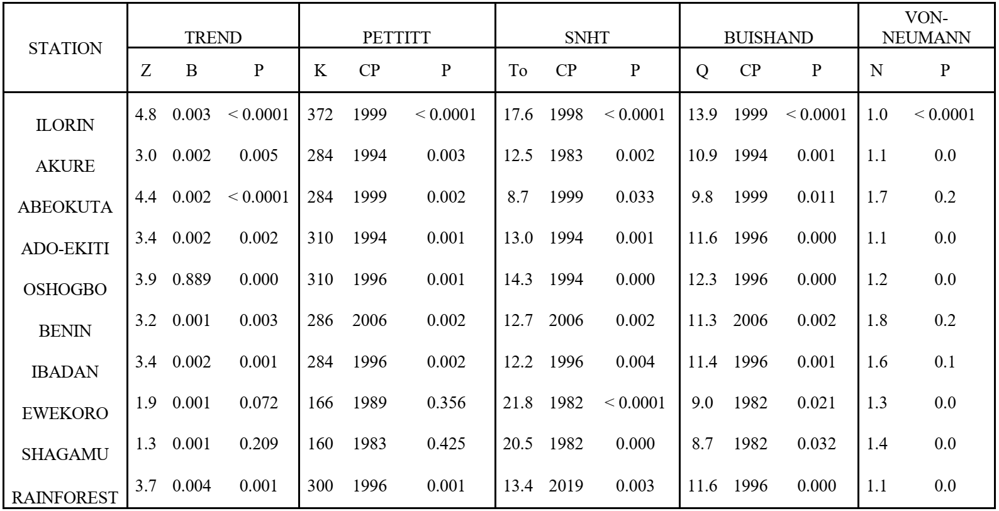 STATION TREND PETTITT SNHT BUISHAND VON-NEUMANN
Z B P K CP P To CP P Q CP P N P
ILORIN 4.8 0.003 < 0.0001 372 1999 < 0.0001 17.6 1998 < 0.0001 13.9 1999 < 0.0001 1.0 < 0.0001
AKURE 3.0 0.002 0.005 284 1994 0.003 12.5 1983 0.002 10.9 1994 0.001 1.1 0.0
ABEOKUTA 4.4 0.002 < 0.0001 284 1999 0.002 8.7 1999 0.033 9.8 1999 0.011 1.7 0.2
ADO-EKITI 3.4 0.002 0.002 310 1994 0.001 13.0 1994 0.001 11.6 1996 0.000 1.1 0.0
OSHOGBO 3.9 0.889 0.000 310 1996 0.001 14.3 1994 0.000 12.3 1996 0.000 1.2 0.0
BENIN 3.2 0.001 0.003 286 2006 0.002 12.7 2006 0.002 11.3 2006 0.002 1.8 0.2
IBADAN 3.4 0.002 0.001 284 1996 0.002 12.2 1996 0.004 11.4 1996 0.001 1.6 0.1
EWEKORO 1.9 0.001 0.072 166 1989 0.356 21.8 1982 < 0.0001 9.0 1982 0.021 1.3 0.0
SHAGAMU 1.3 0.001 0.209 160 1983 0.425 20.5 1982 0.000 8.7 1982 0.032 1.4 0.0
RAINFOREST 3.7 0.004 0.001 300 1996 0.001 13.4 2019 0.003 11.6 1996 0.000 1.1 0.0